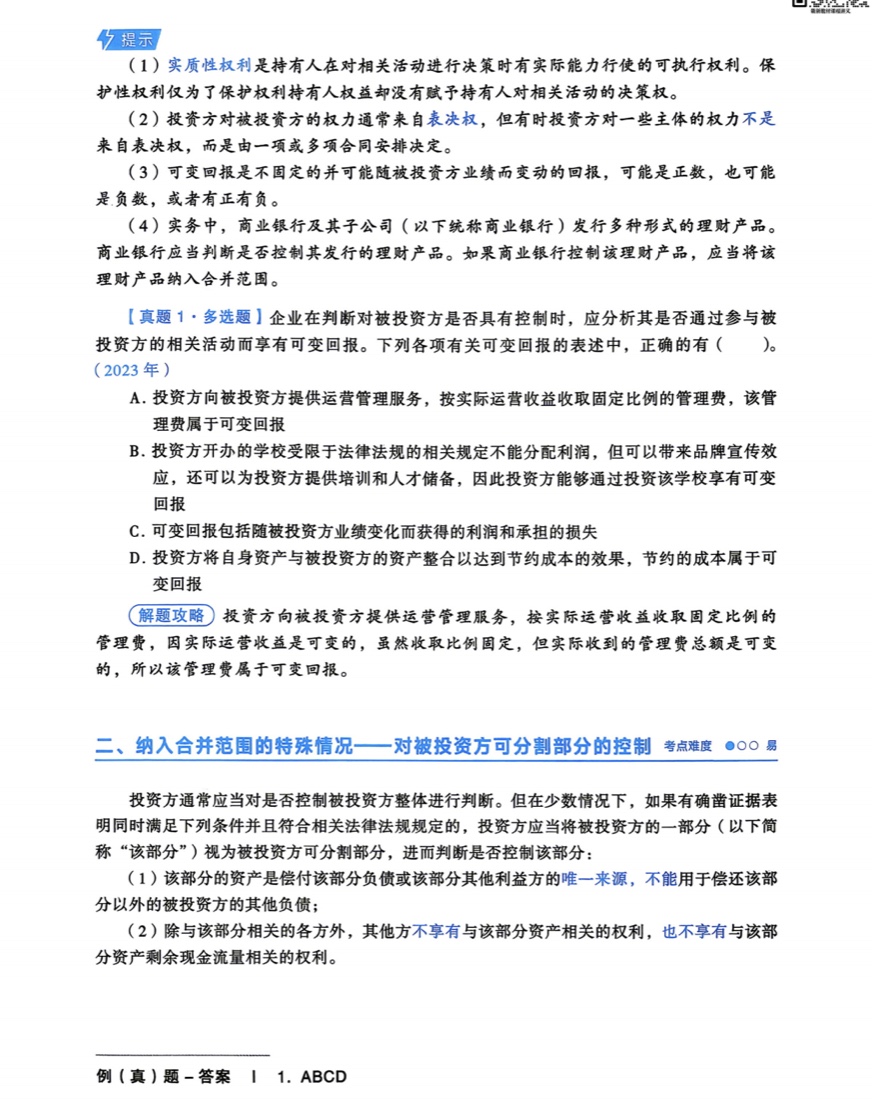 提示
（1）实质性权利是持有人在对相关活动进行决策时有实际能力行使的可执行权利。保
护性权利仅为了保护权利持有人权益却没有赋予持有人对相关活动的决策权。
（2）投资方对被投资方的权力通常来自表决权，但有时投资方对一些主体的权力不是
来自表决权，而是由一项或多项合同安排决定。
（3）可变回报是不固定的并可能随被投资方业绩而变动的回报，可能是正数，也可能
是负数，或者有正有负。
（4）实务中，商业银行及其子公司（以下统称商业银行）发行多种形式的理财产品。
商业银行应当判断是否控制其发行的理财产品。如果商业银行控制该理财产品，应当将该
理财产品纳入合并范围。
【真题1·多选题】企业在判断对被投资方是否具有控制时，应分析其是否通过参与被
投资方的相关活动而享有可变回报。下列各项有关可变回报的表述中，正确的有（　　）。
（2023年）
A. 投资方向被投资方提供运营管理服务，按实际运营收益收取固定比例的管理费，该管
理费属于可变回报
B. 投资方开办的学校受限于法律法规的相关规定不能分配利润，但可以带来品牌宣传效
应，还可以为投资方提供培训和人才储备，因此投资方能够通过投资该学校享有可变
回报
C. 可变回报包括随被投资方业绩变化而获得的利润和承担的损失
D. 投资方将自身资产与被投资方的资产整合以达到节约成本的效果，节约的成本属于可
变回报
解题攻略 投资方向被投资方提供运营管理服务，按实际运营收益收取固定比例的
管理费，因实际运营收益是可变的，虽然收取比例固定，但实际收到的管理费总额是可变
的，所以该管理费属于可变回报。
二、纳入合并范围的特殊情况——对被投资方可分割部分的控制 考点难度 ●○○ 易
投资方通常应当对是否控制被投资方整体进行判断。但在少数情况下，如果有确凿证据表
明同时满足下列条件并且符合相关法律法规规定的，投资方应当将被投资方的一部分（以下简
称“该部分”）视为被投资方可分割部分，进而判断是否控制该部分：
（1）该部分的资产是偿付该部分负债或该部分其他利益方的唯一来源，不能用于偿还该部
分以外的被投资方的其他负债；
（2）除与该部分相关的各方外，其他方不享有与该部分资产相关的权利，也不享有与该部
分资产剩余现金流量相关的权利。
例（真）题－答案 | 1. ABCD